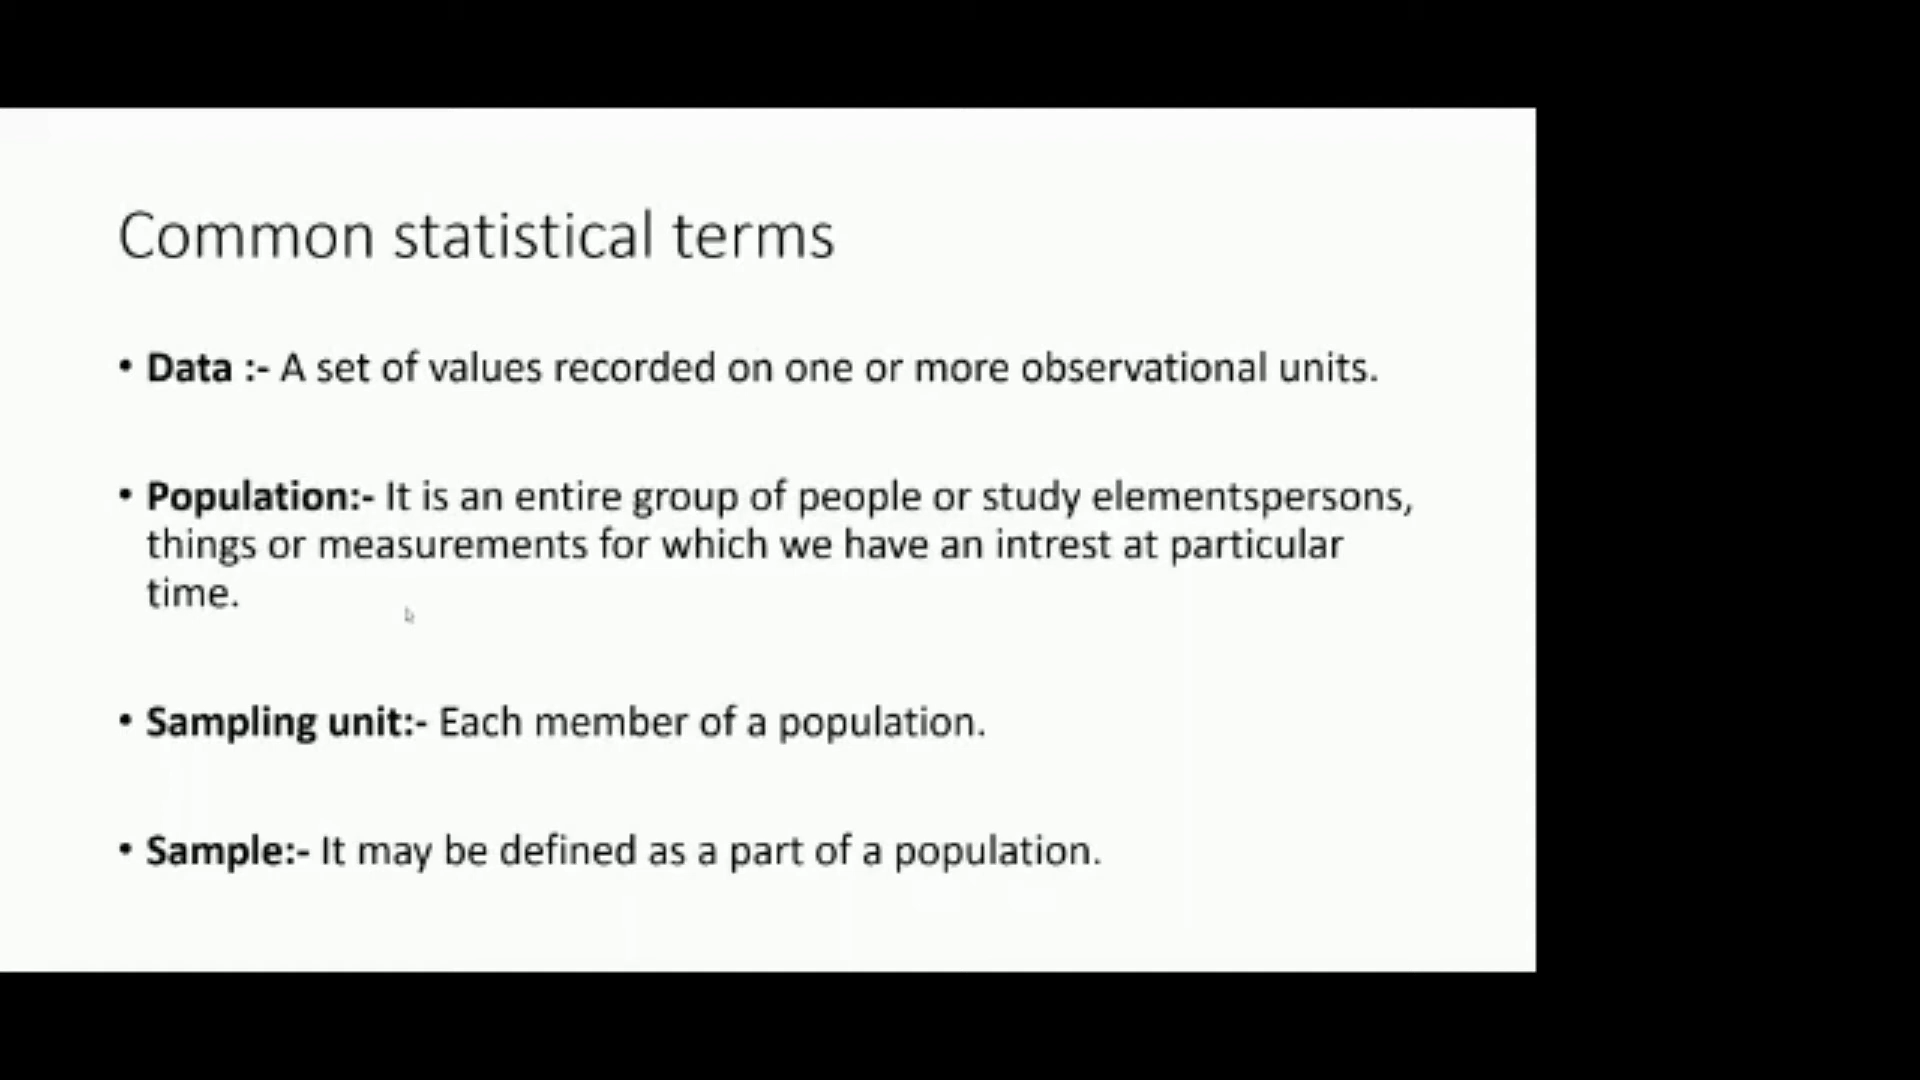 Common statistical terms
• Data :- A set of values recorded on one or more observational units.
• Population:- It is an entire group of people or study elementspersons,
things or measurements for which we have an intrest at particular
time.
• Sampling unit:- Each member of a population.
• Sample:- It may be defined as a part of a population.